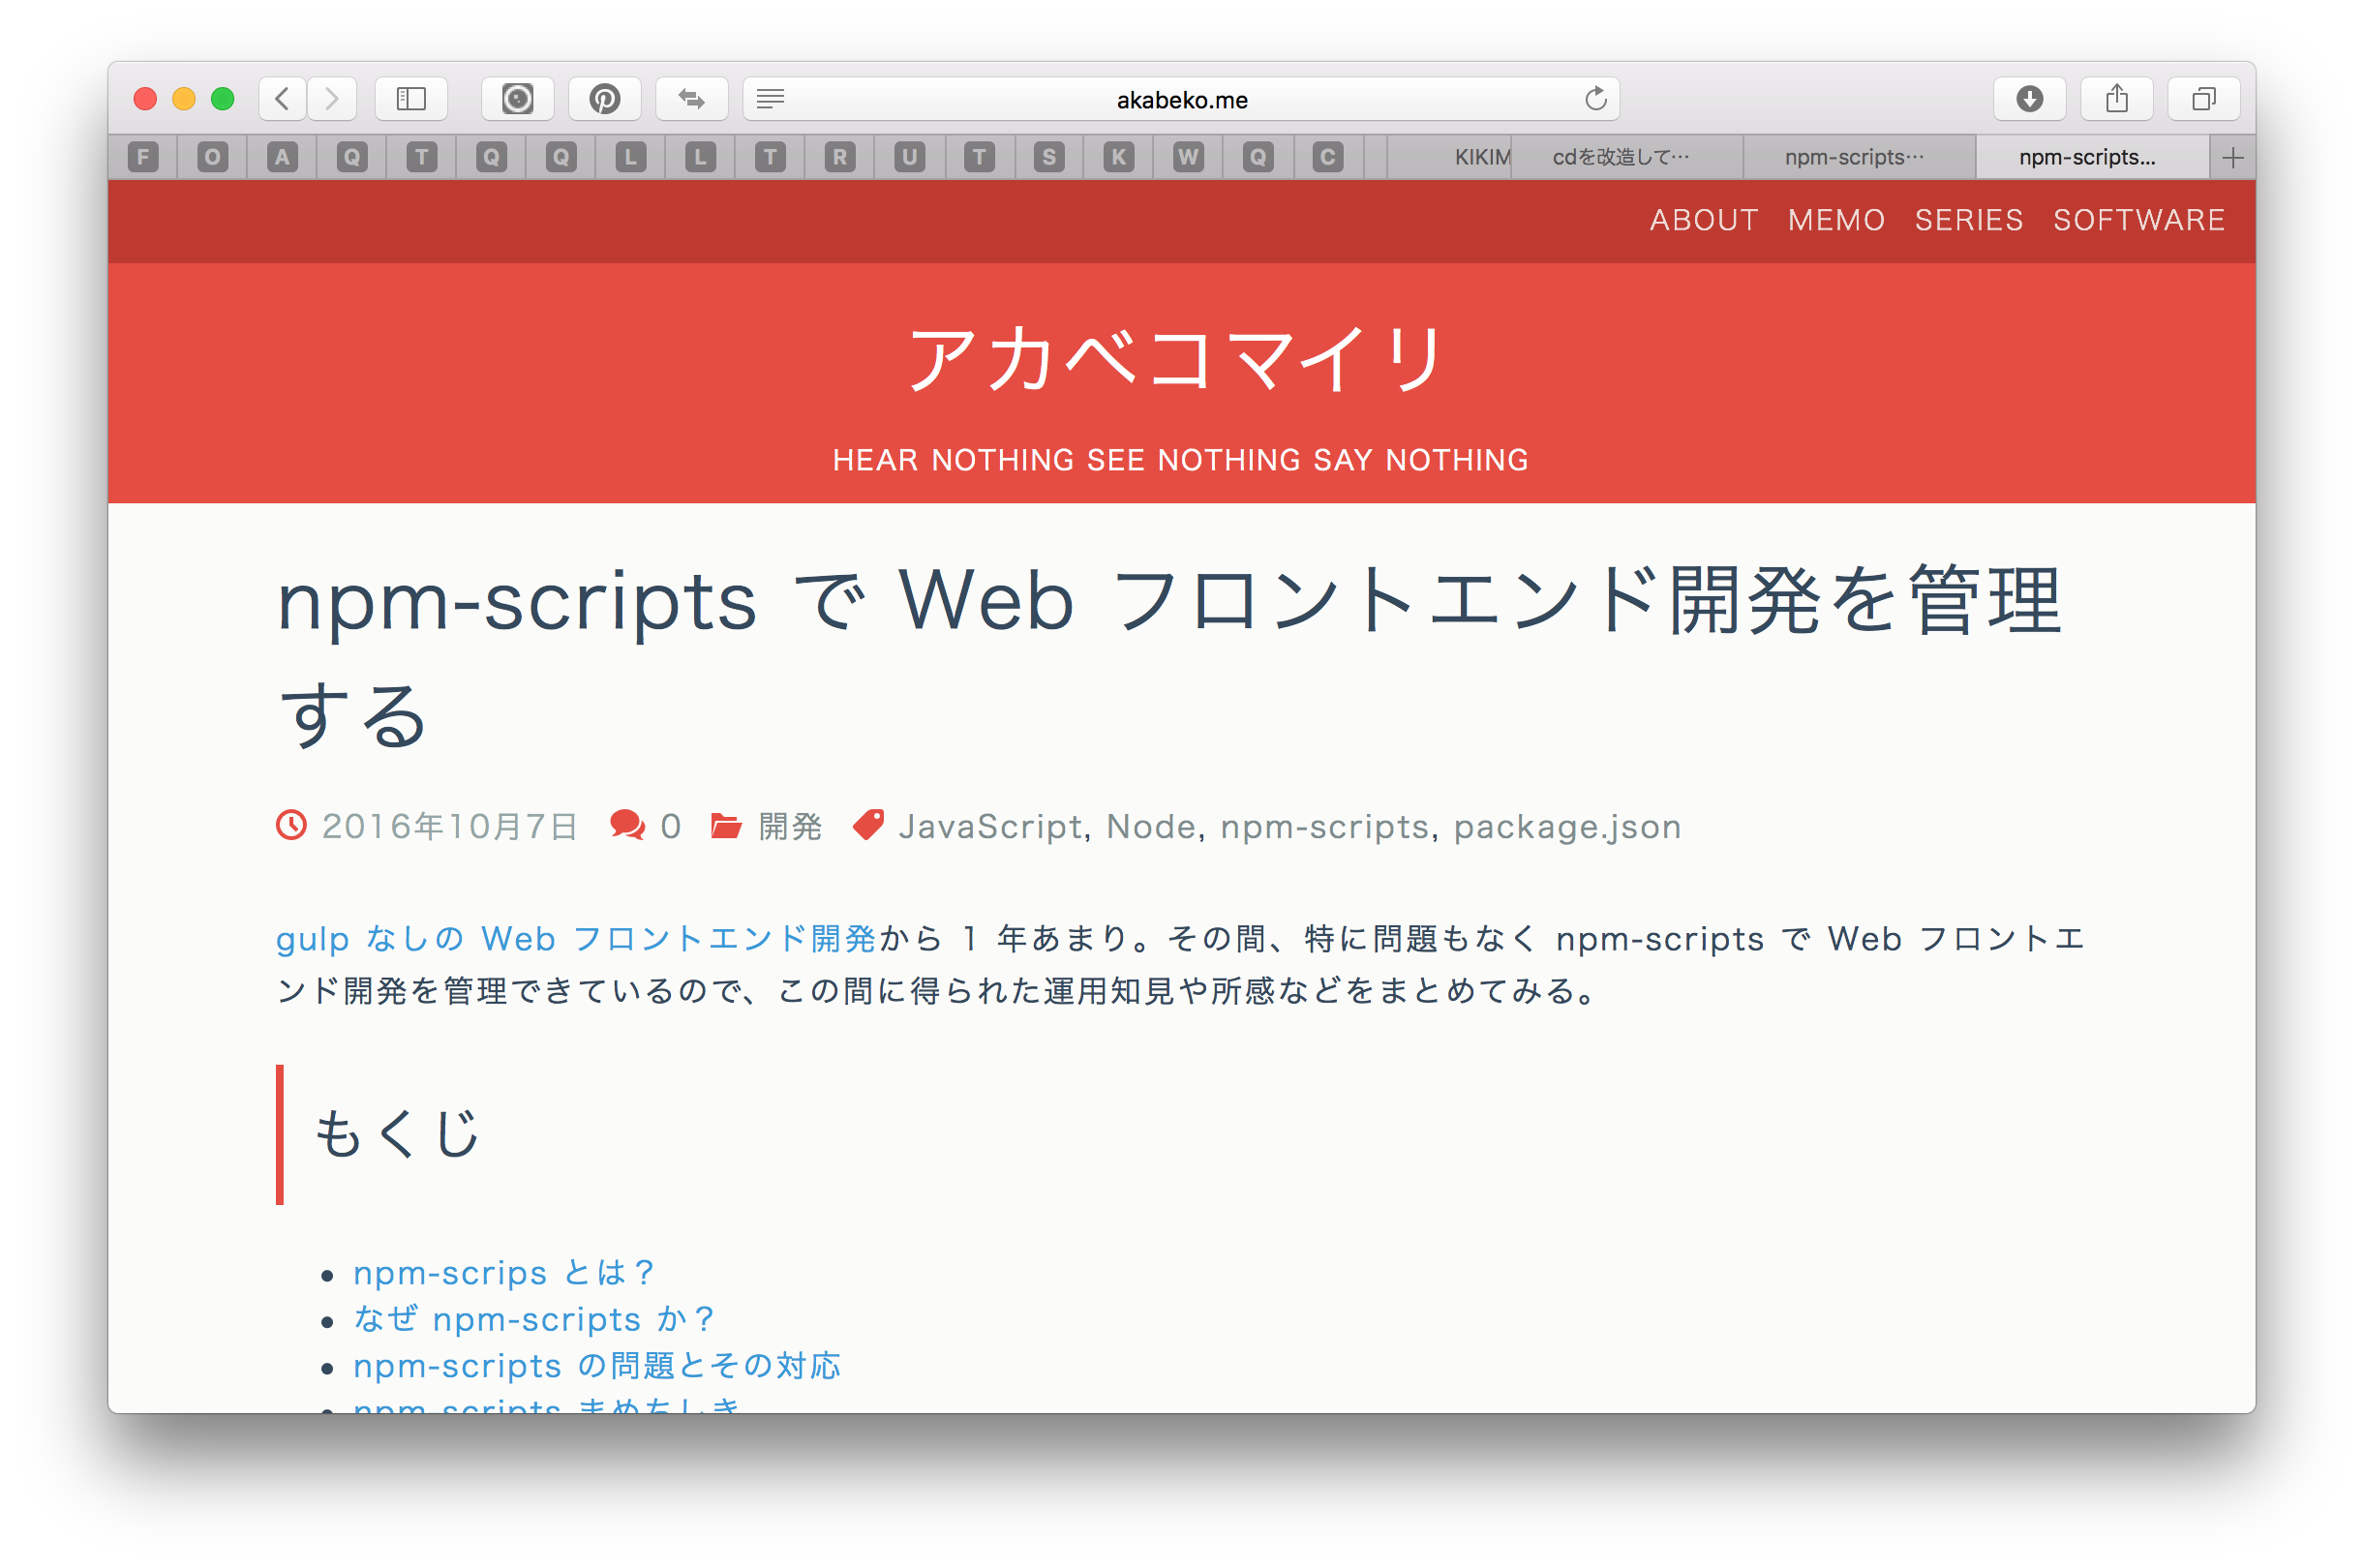 akabeko.me
F O A Q T Q Q L L T R U T S K W Q C KIKIM cdを改造して… npm-scripts… npm-scripts...
ABOUT MEMO SERIES SOFTWARE
アカベコマイリ
HEAR NOTHING SEE NOTHING SAY NOTHING
npm-scripts で Web フロントエンド開発を管理
する
2016年10月7日 0 開発 JavaScript, Node, npm-scripts, package.json
gulp なしの Web フロントエンド開発から 1 年あまり。その間、特に問題もなく npm-scripts で Web フロントエ
ンド開発を管理できているので、この間に得られた運用知見や所感などをまとめてみる。
もくじ
npm-scrips とは？
なぜ npm-scripts か？
npm-scripts の問題とその対応
npm-scripts まめちしき